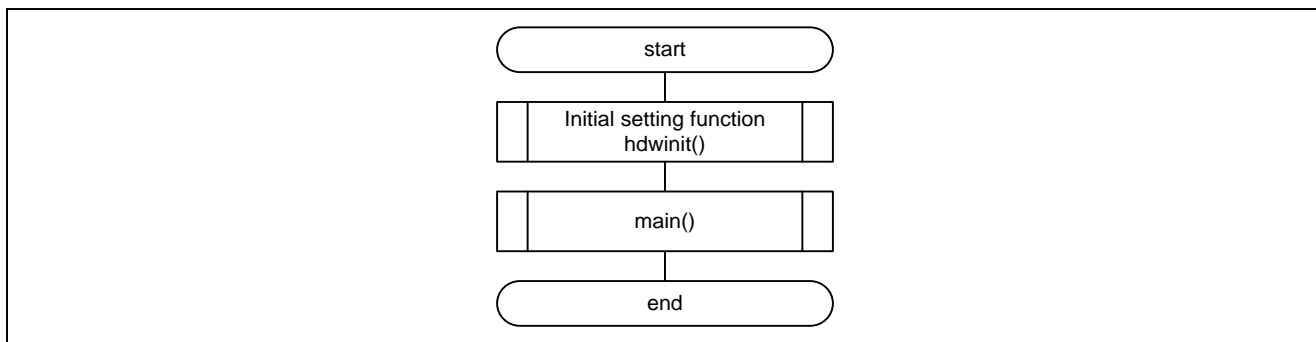 start
Initial setting function
hdwinit()
main()
end